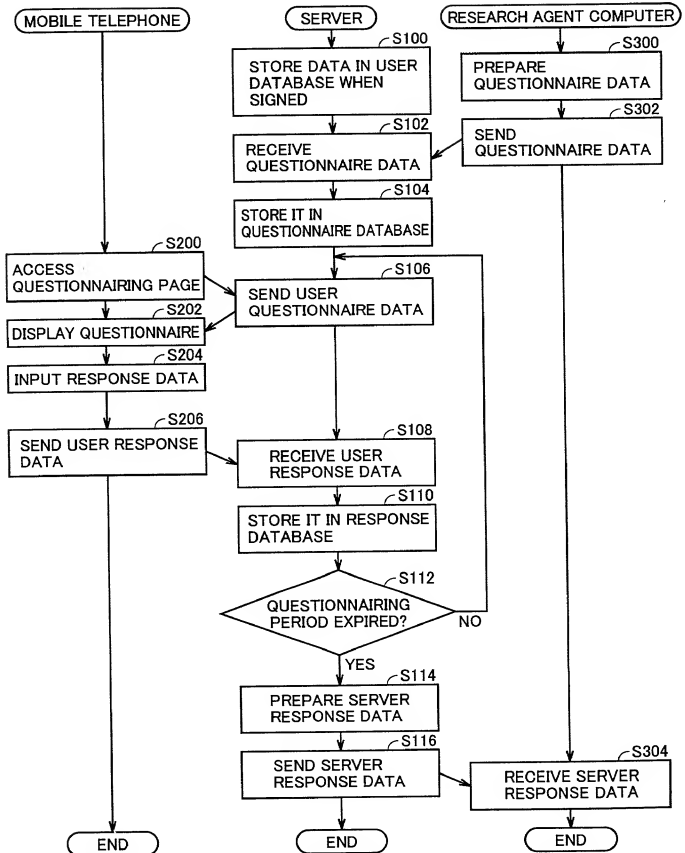 MOBILE TELEPHONE
SERVER
RESEARCH AGENT COMPUTER
S100
STORE DATA IN USER
DATABASE WHEN
SIGNED
S300
PREPARE
QUESTIONNAIRE DATA
S302
SEND
QUESTIONNAIRE DATA
S102
RECEIVE
QUESTIONNAIRE DATA
S104
STORE IT IN
QUESTIONNAIRE DATABASE
S200
ACCESS
QUESTIONNAIRING PAGE
S106
SEND USER
QUESTIONNAIRE DATA
S202
DISPLAY QUESTIONNAIRE
S204
INPUT RESPONSE DATA
S206
SEND USER RESPONSE
DATA
S108
RECEIVE USER
RESPONSE DATA
S110
STORE IT IN RESPONSE
DATABASE
S112
QUESTIONNAIRING
PERIOD EXPIRED?
NO
YES
S114
PREPARE SERVER
RESPONSE DATA
S116
SEND SERVER
RESPONSE DATA
S304
RECEIVE SERVER
RESPONSE DATA
END
END
END